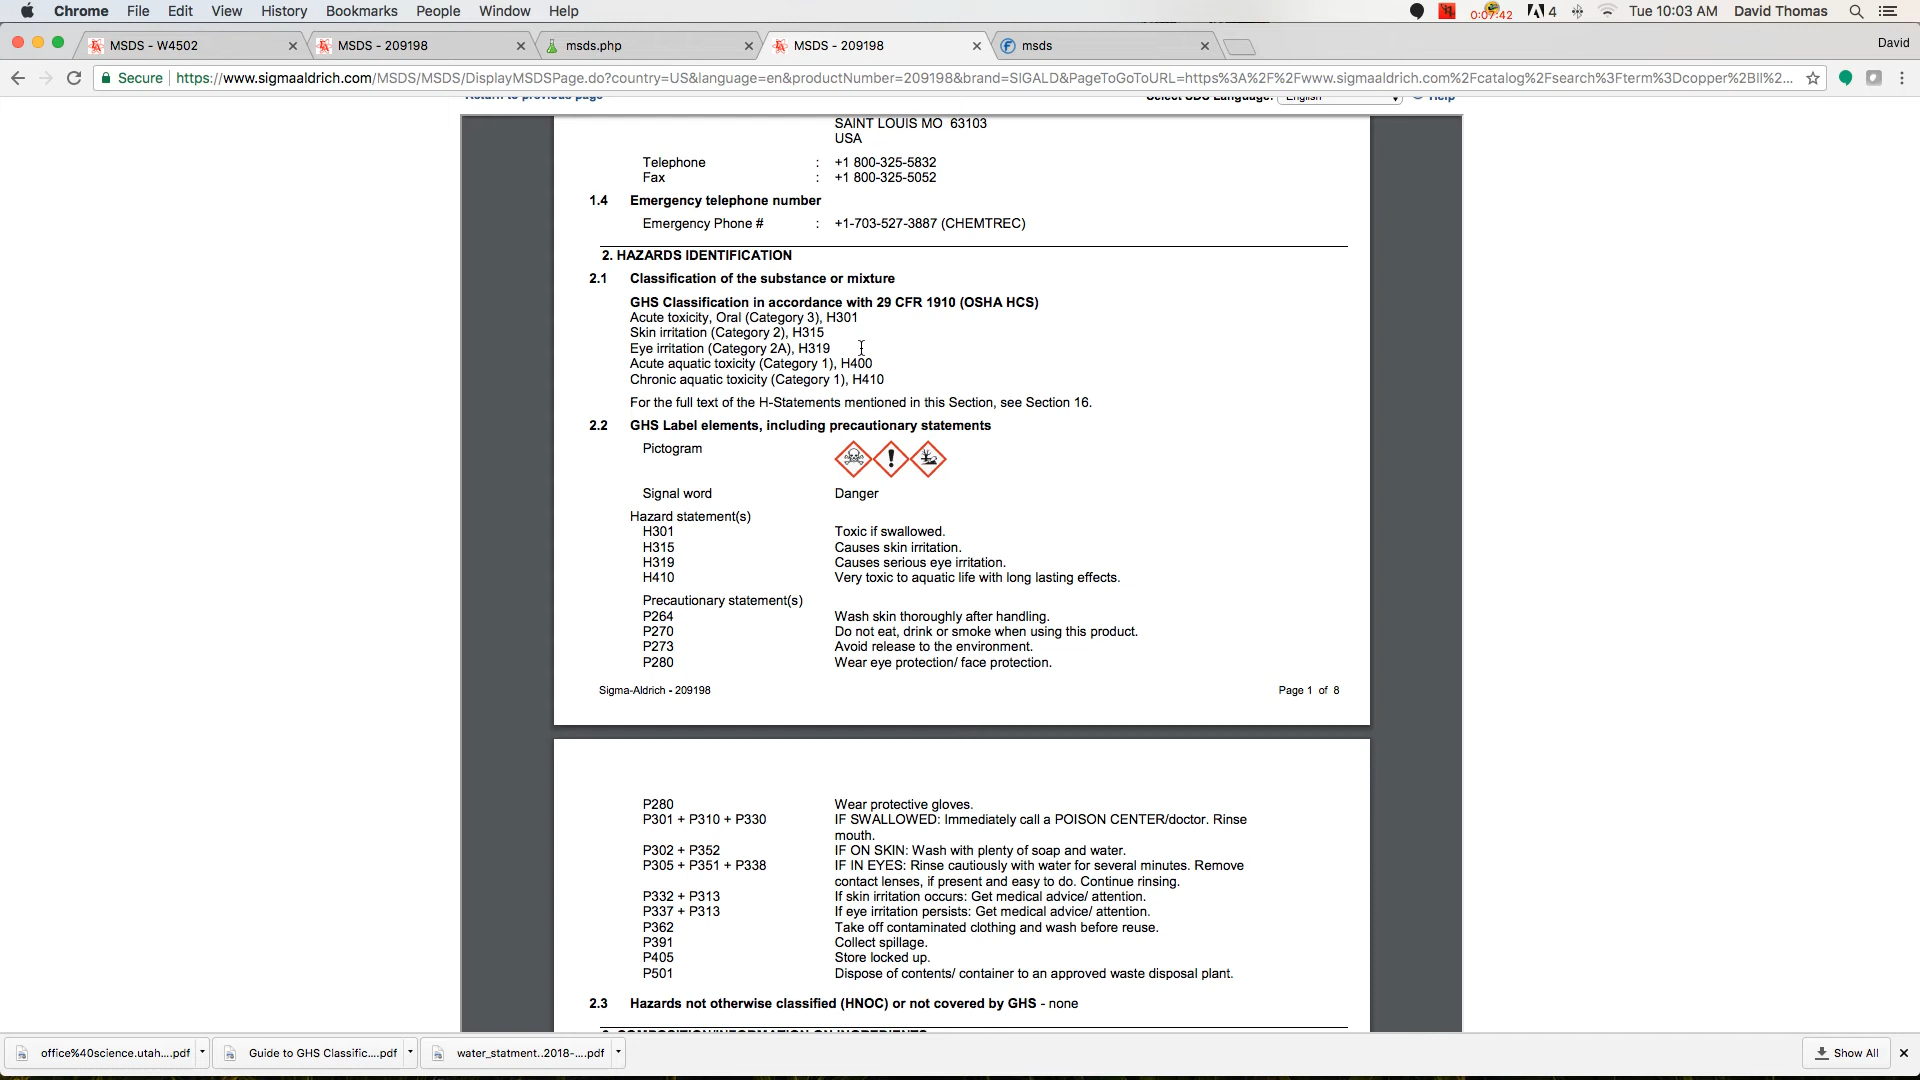 Chrome File Edit View History Bookmarks People Window Help 0:07:42 4 Tue 10:03 AM David Thomas
MSDS - W4502 MSDS - 209198 msds.php MSDS - 209198 msds David
Secure https://www.sigmaaldrich.com/MSDS/MSDS/DisplayMSDSPage.do?country=US&language=en&productNumber=209198&brand=SIGALD&PageToGoToURL=https%3A%2F%2Fwww.sigmaaldrich.com%2Fcatalog%2Fsearch%3Fterm%3Dcopper%2BII%2...
Return to previous page Select SDS Language: English Help
SAINT LOUIS MO 63103
USA
Telephone : +1 800-325-5832
Fax : +1 800-325-5052
1.4 Emergency telephone number
Emergency Phone # : +1-703-527-3887 (CHEMTREC)
2. HAZARDS IDENTIFICATION
2.1 Classification of the substance or mixture
GHS Classification in accordance with 29 CFR 1910 (OSHA HCS)
Acute toxicity, Oral (Category 3), H301
Skin irritation (Category 2), H315
Eye irritation (Category 2A), H319
Acute aquatic toxicity (Category 1), H400
Chronic aquatic toxicity (Category 1), H410
For the full text of the H-Statements mentioned in this Section, see Section 16.
2.2 GHS Label elements, including precautionary statements
Pictogram
Signal word Danger
Hazard statement(s)
H301 Toxic if swallowed.
H315 Causes skin irritation.
H319 Causes serious eye irritation.
H410 Very toxic to aquatic life with long lasting effects.
Precautionary statement(s)
P264 Wash skin thoroughly after handling.
P270 Do not eat, drink or smoke when using this product.
P273 Avoid release to the environment.
P280 Wear eye protection/ face protection.
Sigma-Aldrich - 209198 Page 1 of 8
P280 Wear protective gloves.
P301 + P310 + P330 IF SWALLOWED: Immediately call a POISON CENTER/doctor. Rinse
mouth.
P302 + P352 IF ON SKIN: Wash with plenty of soap and water.
P305 + P351 + P338 IF IN EYES: Rinse cautiously with water for several minutes. Remove
contact lenses, if present and easy to do. Continue rinsing.
P332 + P313 If skin irritation occurs: Get medical advice/ attention.
P337 + P313 If eye irritation persists: Get medical advice/ attention.
P362 Take off contaminated clothing and wash before reuse.
P391 Collect spillage.
P405 Store locked up.
P501 Dispose of contents/ container to an approved waste disposal plant.
2.3 Hazards not otherwise classified (HNOC) or not covered by GHS - none
3. COMPOSITION/INFORMATION ON INGREDIENTS
office%40science.utah....pdf Guide to GHS Classific....pdf water_statment..2018-....pdf Show All